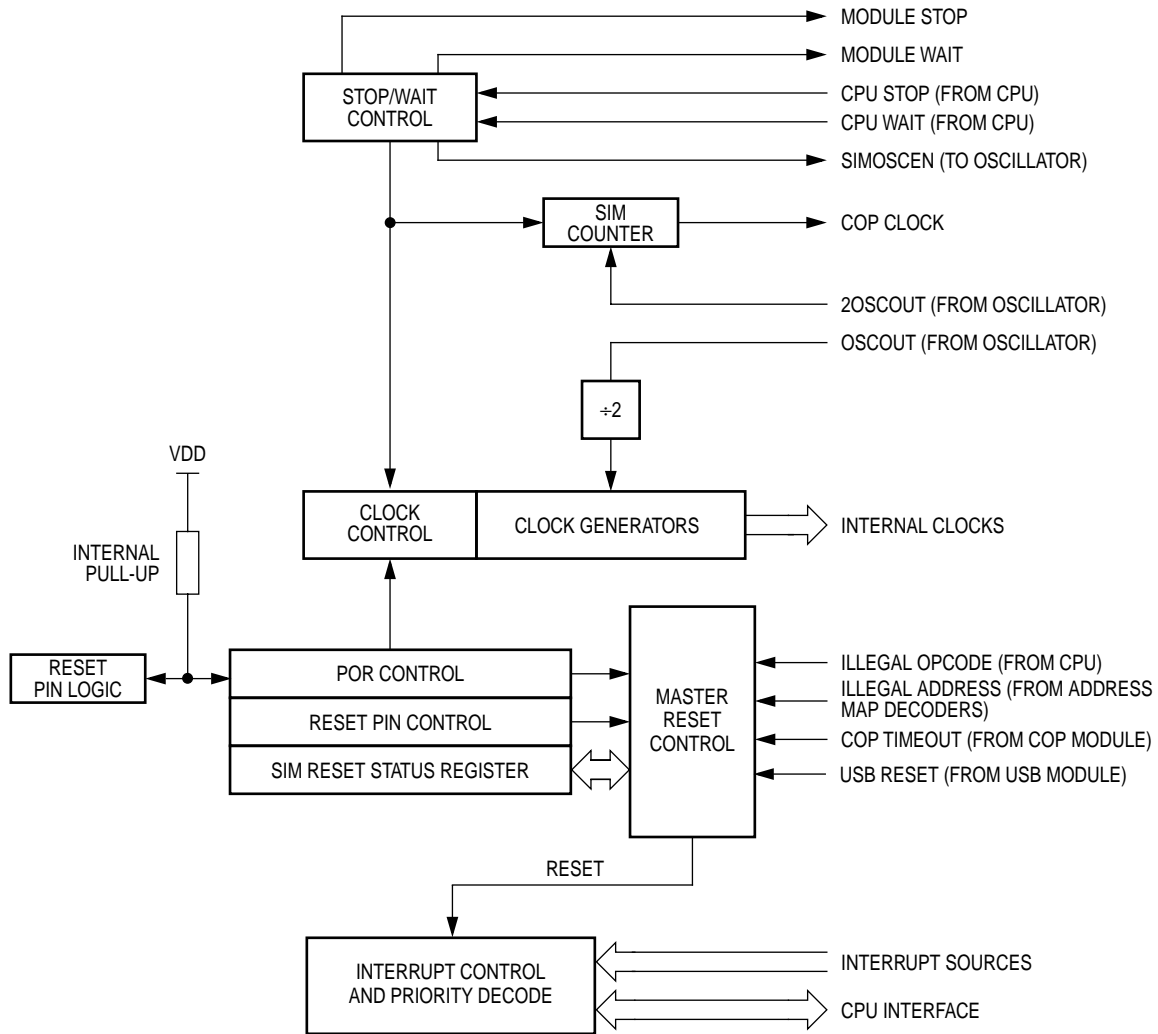 MODULE STOP
MODULE WAIT
STOP/WAIT
CONTROL
CPU STOP (FROM CPU)
CPU WAIT (FROM CPU)
SIMOSCEN (TO OSCILLATOR)
SIM
COUNTER
COP CLOCK
2OSCOUT (FROM OSCILLATOR)
OSCOUT (FROM OSCILLATOR)
÷2
VDD
CLOCK
CONTROL
CLOCK GENERATORS
INTERNAL CLOCKS
INTERNAL
PULL-UP
RESET
PIN LOGIC
POR CONTROL
RESET PIN CONTROL
SIM RESET STATUS REGISTER
MASTER
RESET
CONTROL
ILLEGAL OPCODE (FROM CPU)
ILLEGAL ADDRESS (FROM ADDRESS
MAP DECODERS)
COP TIMEOUT (FROM COP MODULE)
USB RESET (FROM USB MODULE)
RESET
INTERRUPT CONTROL
AND PRIORITY DECODE
INTERRUPT SOURCES
CPU INTERFACE